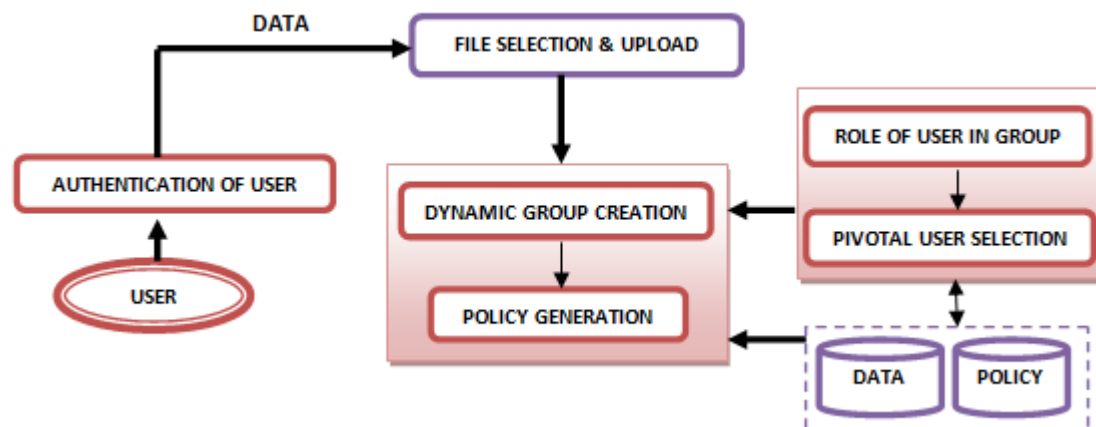 DATA
FILE SELECTION & UPLOAD
ROLE OF USER IN GROUP
AUTHENTICATION OF USER
DYNAMIC GROUP CREATION
PIVOTAL USER SELECTION
USER
POLICY GENERATION
DATA
POLICY